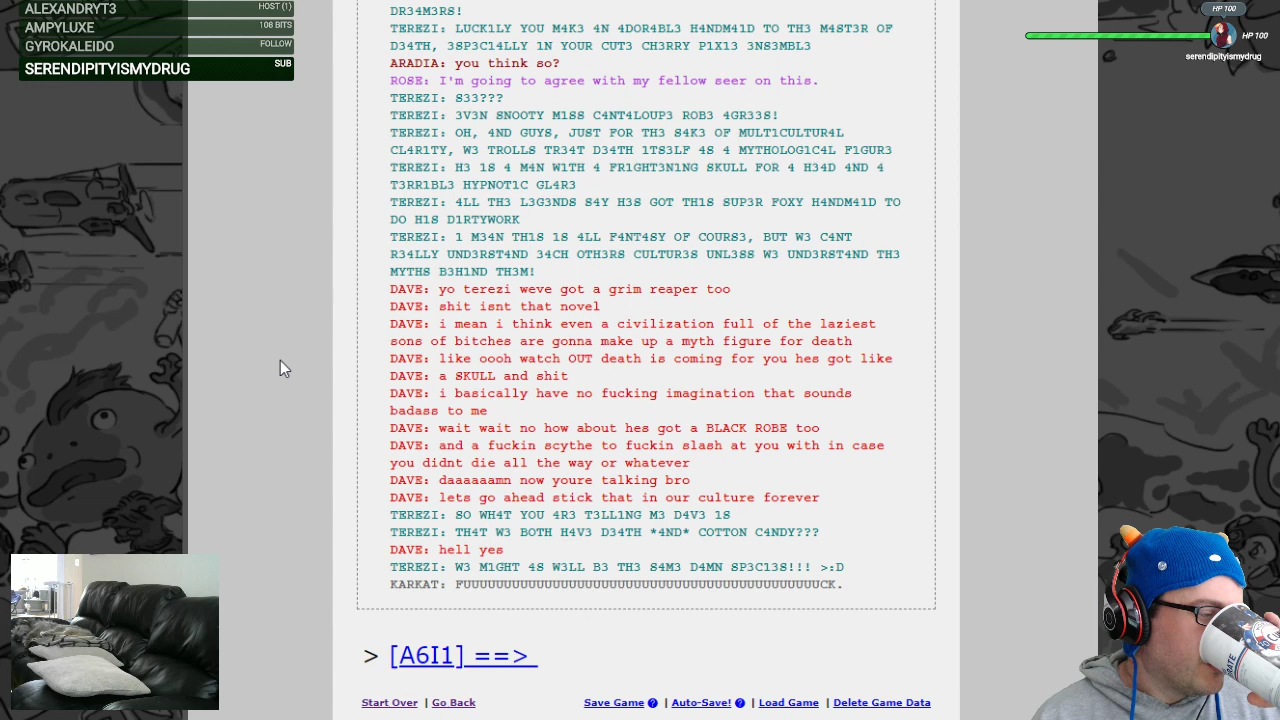 ALEXANDRYT3 HOST (1)
AMPYLUXE 108 BITS
GYROKALEIDO FOLLOW
SERENDIPITYISMYDRUG SUB
HP 100
HP 100
serendipityismydrug
DR34M3RS!
TEREZI: LUCK1LY YOU M4K3 4N 4DOR4BL3 H4NDM41D TO TH3 M4ST3R OF
D34TH, 3SP3C14LLY 1N YOUR CUT3 CH3RRY P1X13 3NS3MBL3
ARADIA: you think so?
ROSE: I'm going to agree with my fellow seer on this.
TEREZI: S33???
TEREZI: 3V3N SNOOTY M1SS C4NT4LOUP3 ROB3 4GR33S!
TEREZI: OH, 4ND GUYS, JUST FOR TH3 S4K3 OF MULT1CULTUR4L
CL4R1TY, W3 TROLLS TR34T D34TH 1TS3LF 4S 4 MYTHOLOG1C4L F1GUR3
TEREZI: H3 1S 4 M4N W1TH 4 FR1GHT3N1NG SKULL FOR 4 H34D 4ND 4
T3RR1BL3 HYPNOT1C GL4R3
TEREZI: 4LL TH3 L3G3NDS S4Y H3S GOT TH1S SUP3R FOXY H4NDM41D TO
DO H1S D1RTYWORK
TEREZI: 1 M34N TH1S 1S 4LL F4NT4SY OF COURS3, BUT W3 C4NT
R34LLY UND3RST4ND 34CH OTH3RS CULTUR3S UNL3SS W3 UND3RST4ND TH3
MYTHS B3H1ND TH3M!
DAVE: yo terezi weve got a grim reaper too
DAVE: shit isnt that novel
DAVE: i mean i think even a civilization full of the laziest
sons of bitches are gonna make up a myth figure for death
DAVE: like oooh watch OUT death is coming for you hes got like
DAVE: a SKULL and shit
DAVE: i basically have no fucking imagination that sounds
badass to me
DAVE: wait wait no how about hes got a BLACK ROBE too
DAVE: and a fuckin scythe to fuckin slash at you with in case
you didnt die all the way or whatever
DAVE: daaaaaamn now youre talking bro
DAVE: lets go ahead stick that in our culture forever
TEREZI: SO WH4T YOU 4R3 T3LL1NG M3 D4V3 1S
TEREZI: TH4T W3 BOTH H4V3 D34TH *4ND* COTTON C4NDY???
DAVE: hell yes
TEREZI: W3 M1GHT 4S W3LL B3 TH3 S4M3 D4MN SP3C13S!!! >:D
KARKAT: FUUUUUUUUUUUUUUUUUUUUUUUUUUUUUUUUUUUUUUUUUUUCK.
> [A6I1] ==>
Start Over | Go Back Save Game ? | Auto-Save! ? | Load Game | Delete Game Data